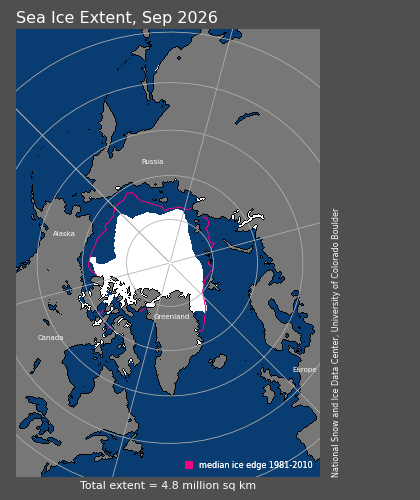 Sea Ice Extent, Sep 2026
Russia
Alaska
Greenland
Canada
Europe
median ice edge 1981-2010
Total extent = 4.8 million sq km
National Snow and Ice Data Center, University of Colorado Boulder